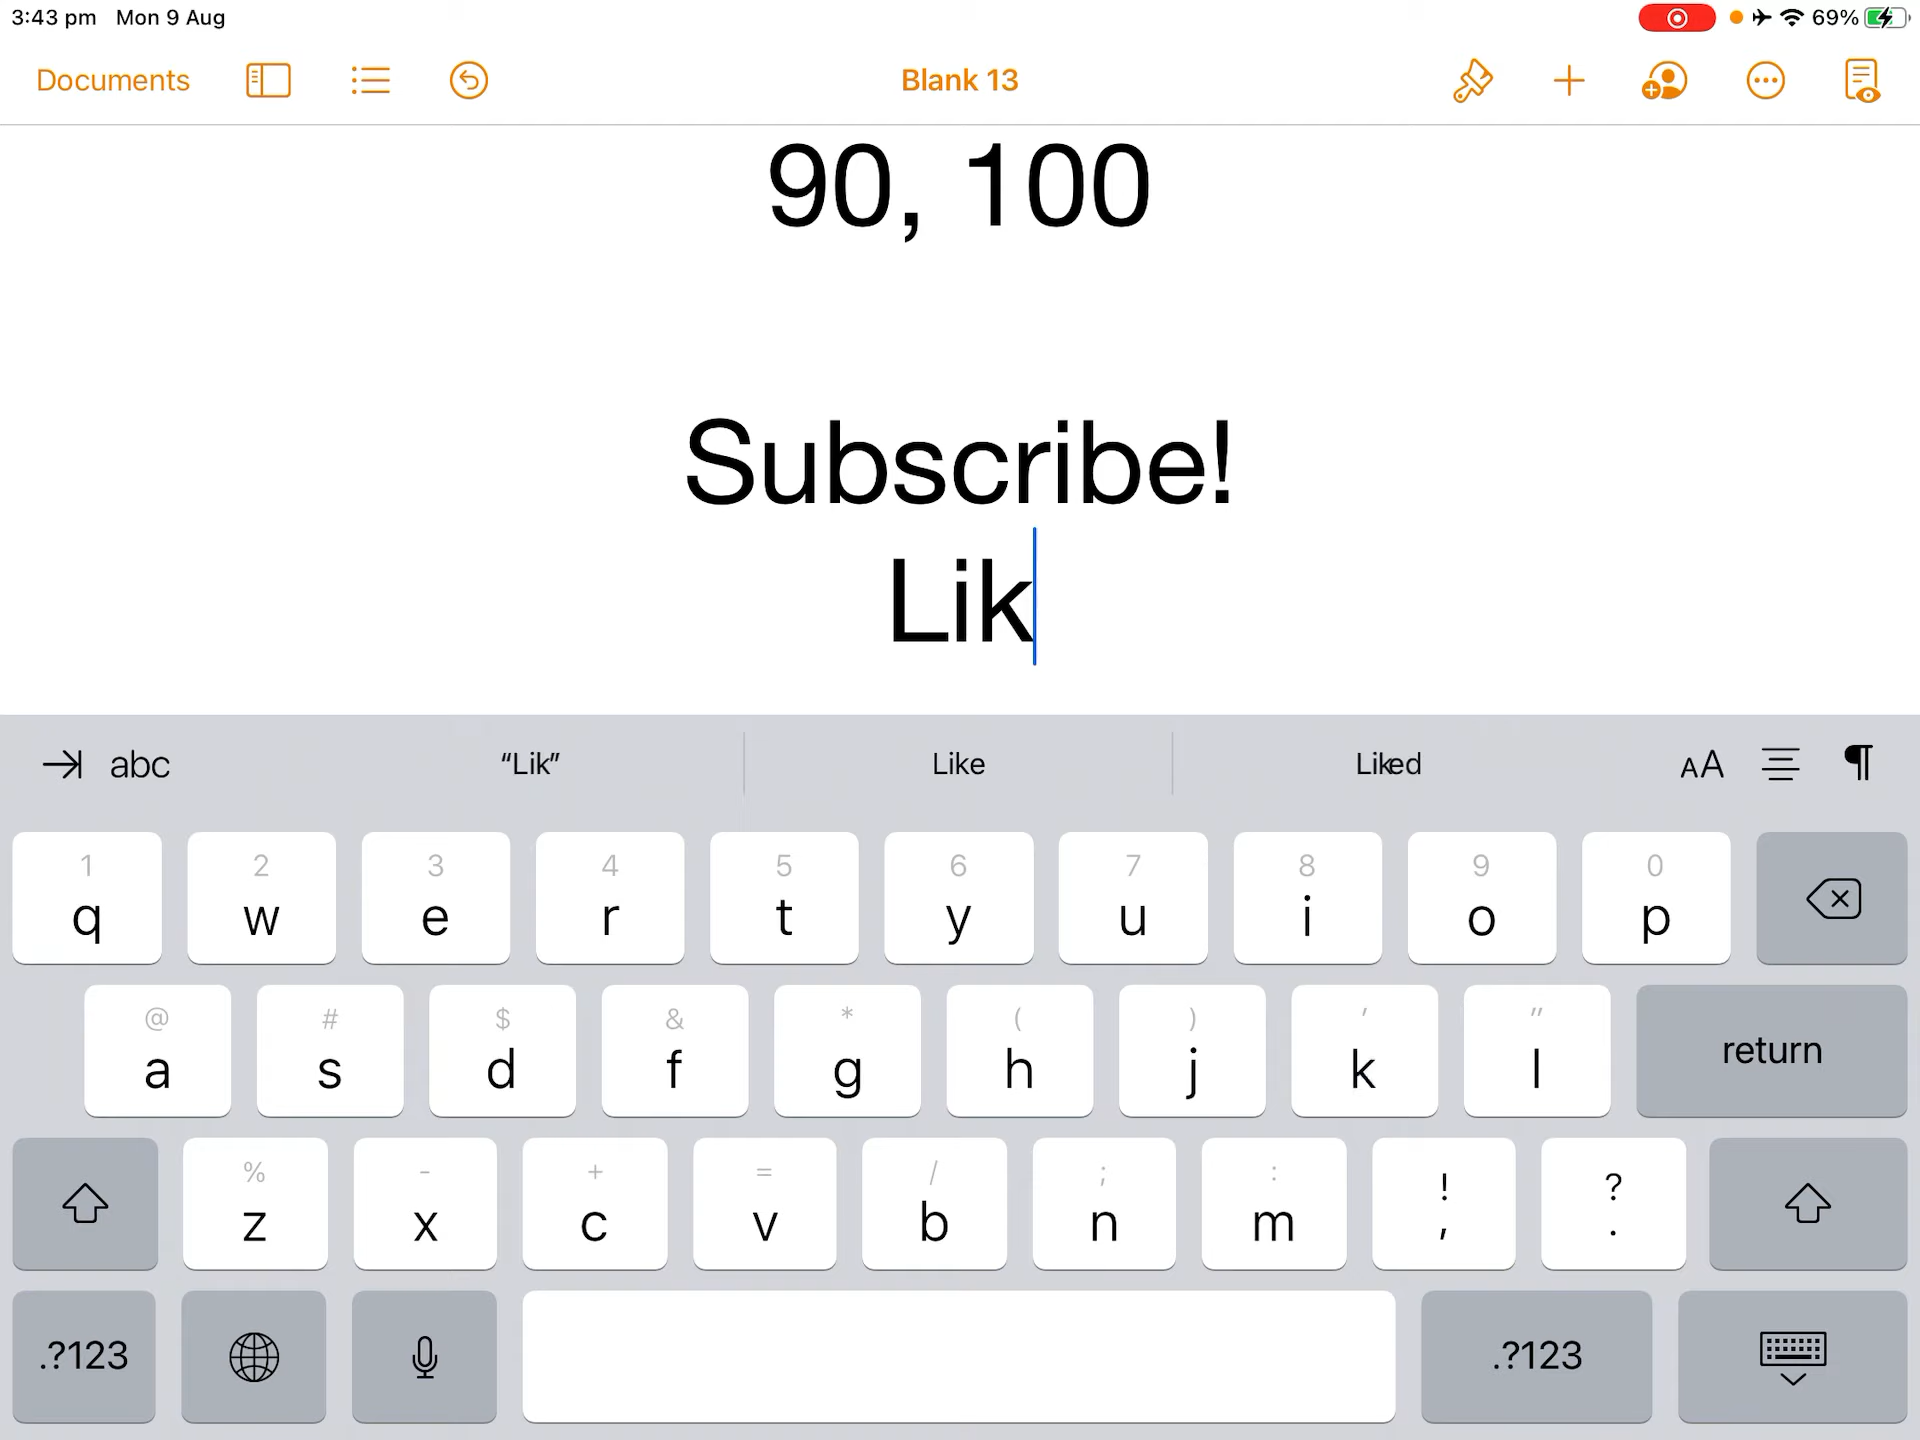 3:43 pm Mon 9 Aug 69%
Documents Blank 13
90, 100
Subscribe!
Lik
abc “Lik” Like Liked AA ¶
1 2 3 4 5 6 7 8 9 0
q w e r t y u i o p
@ # $ & * ( ) ' "
a s d f g h j k l return
% - + = / ; : ! ?
z x c v b n m , .
.?123 .?123